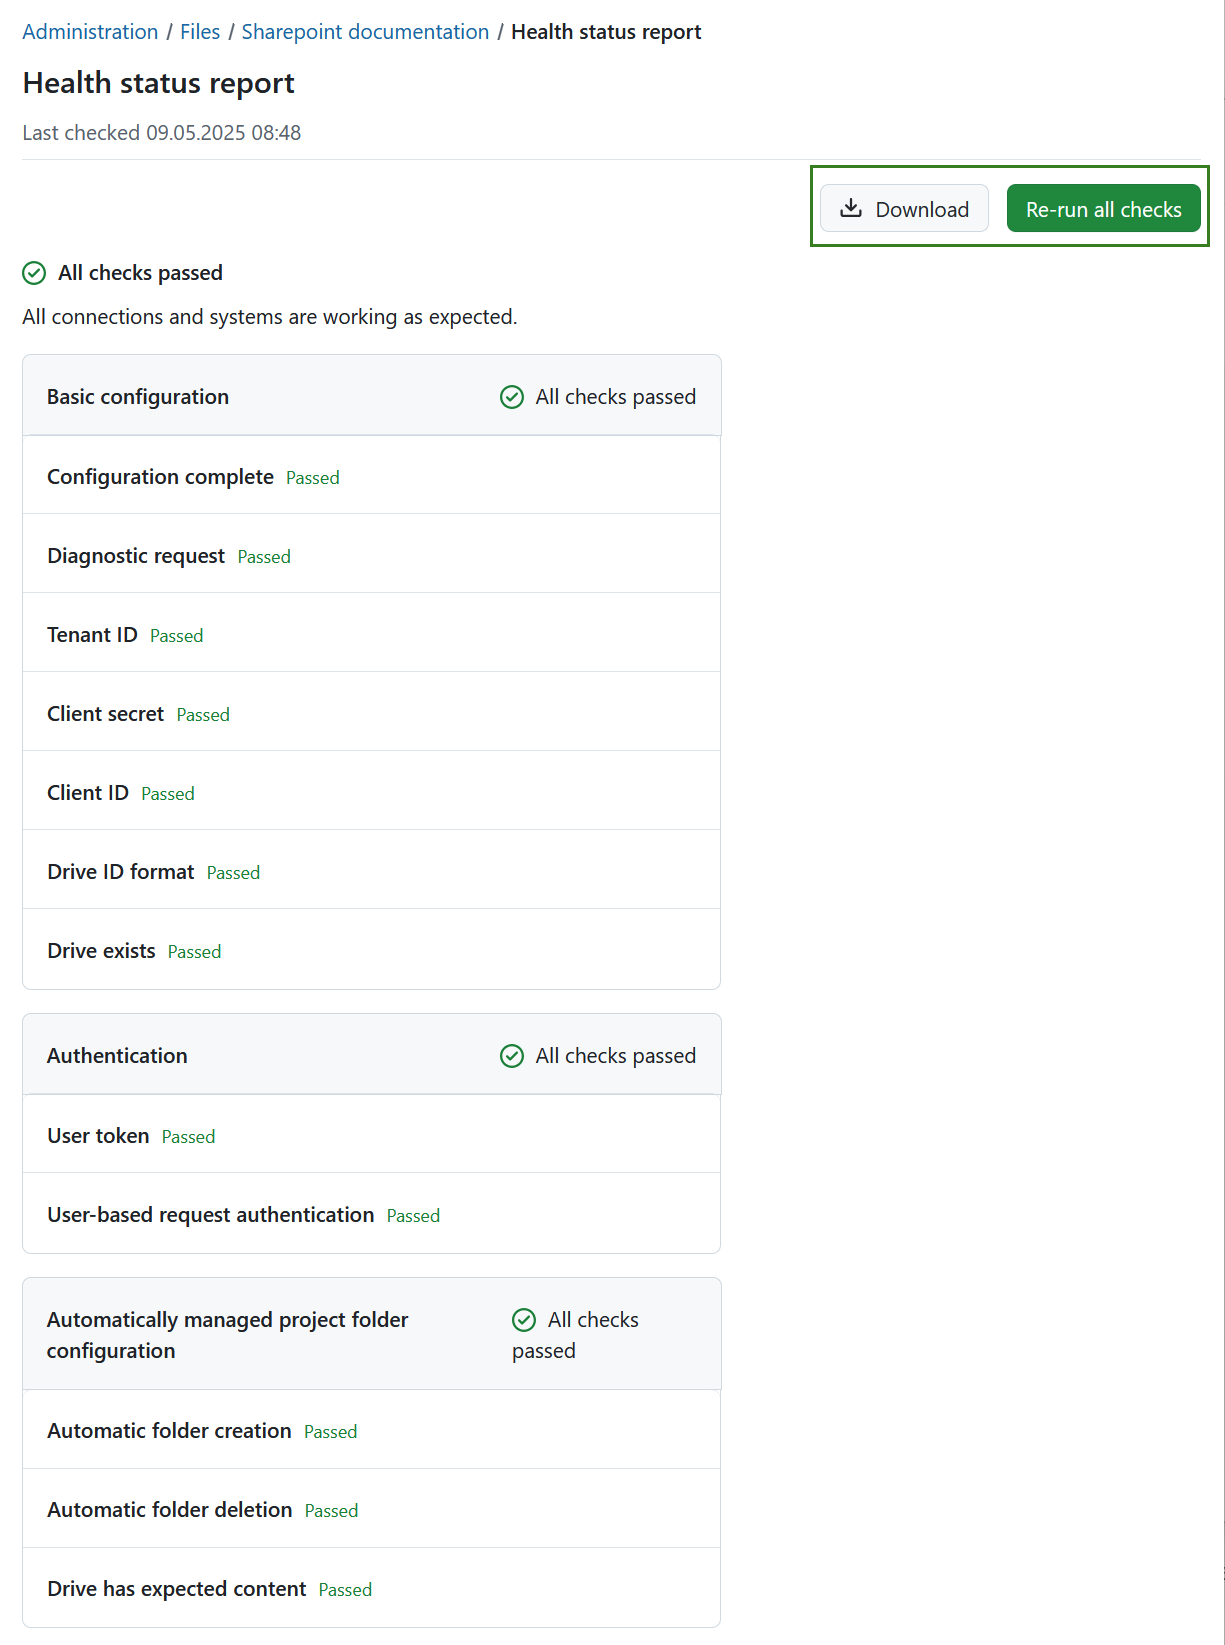 Administration / Files / Sharepoint documentation / Health status report
Health status report
Last checked 09.05.2025 08:48
Download
Re-run all checks
All checks passed
All connections and systems are working as expected.
Basic configuration
All checks passed
Configuration complete Passed
Diagnostic request Passed
Tenant ID Passed
Client secret Passed
Client ID Passed
Drive ID format Passed
Drive exists Passed
Authentication
All checks passed
User token Passed
User-based request authentication Passed
Automatically managed project folder
configuration
All checks
passed
Automatic folder creation Passed
Automatic folder deletion Passed
Drive has expected content Passed